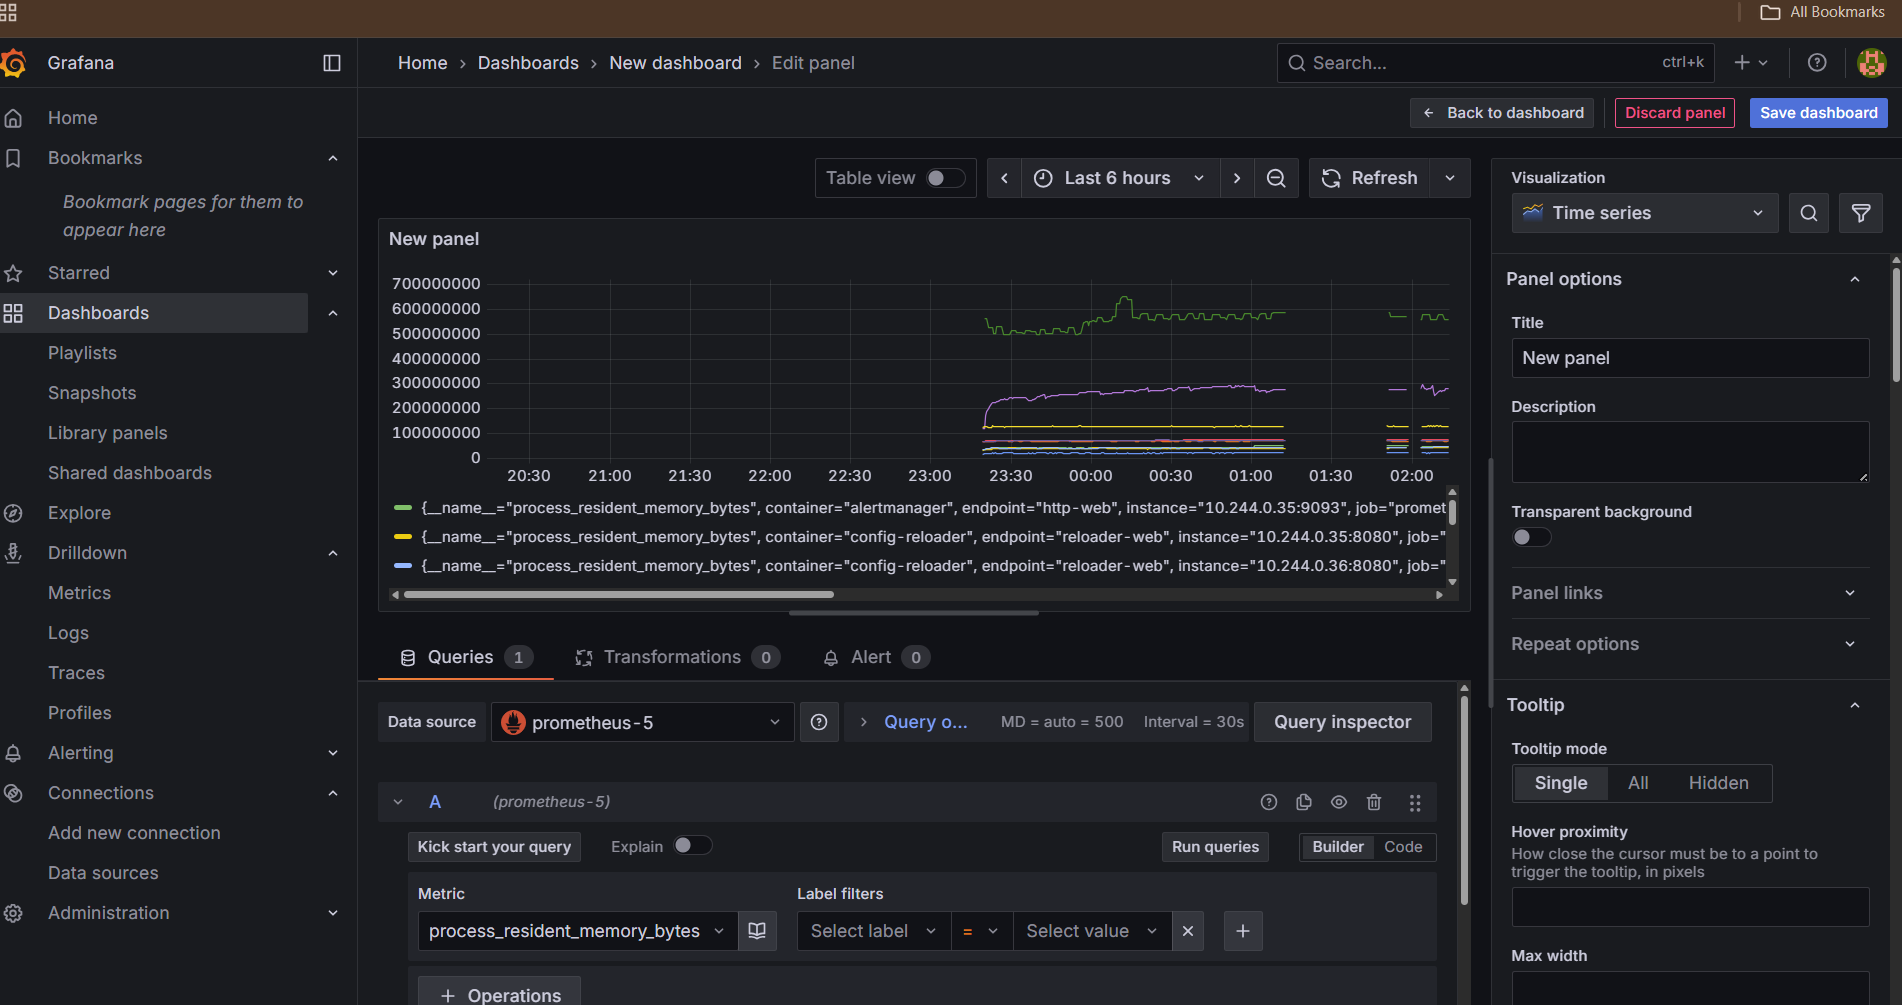 All Bookmarks
Grafana
Home › Dashboards › New dashboard › Edit panel
Search...
ctrl+k
Back to dashboard
Discard panel
Save dashboard
Home
Bookmarks
Bookmark pages for them to
appear here
Starred
Dashboards
Playlists
Snapshots
Library panels
Shared dashboards
Explore
Drilldown
Metrics
Logs
Traces
Profiles
Alerting
Connections
Add new connection
Data sources
Administration
Table view
Last 6 hours
Refresh
New panel
700000000
600000000
500000000
400000000
300000000
200000000
100000000
0
20:30 21:00 21:30 22:00 22:30 23:00 23:30 00:00 00:30 01:00 01:30 02:00
{__name__="process_resident_memory_bytes", container="alertmanager", endpoint="http-web", instance="10.244.0.35:9093", job="promet
{__name__="process_resident_memory_bytes", container="config-reloader", endpoint="reloader-web", instance="10.244.0.35:8080", job="
{__name__="process_resident_memory_bytes", container="config-reloader", endpoint="reloader-web", instance="10.244.0.36:8080", job="
Queries 1
Transformations 0
Alert 0
Data source
prometheus-5
Query o...
MD = auto = 500
Interval = 30s
Query inspector
A
(prometheus-5)
Kick start your query
Explain
Run queries
Builder
Code
Metric
Label filters
process_resident_memory_bytes
Select label
=
Select value
+ Operations
Visualization
Time series
Panel options
Title
New panel
Description
Transparent background
Panel links
Repeat options
Tooltip
Tooltip mode
Single
All
Hidden
Hover proximity
How close the cursor must be to a point to
trigger the tooltip, in pixels
Max width